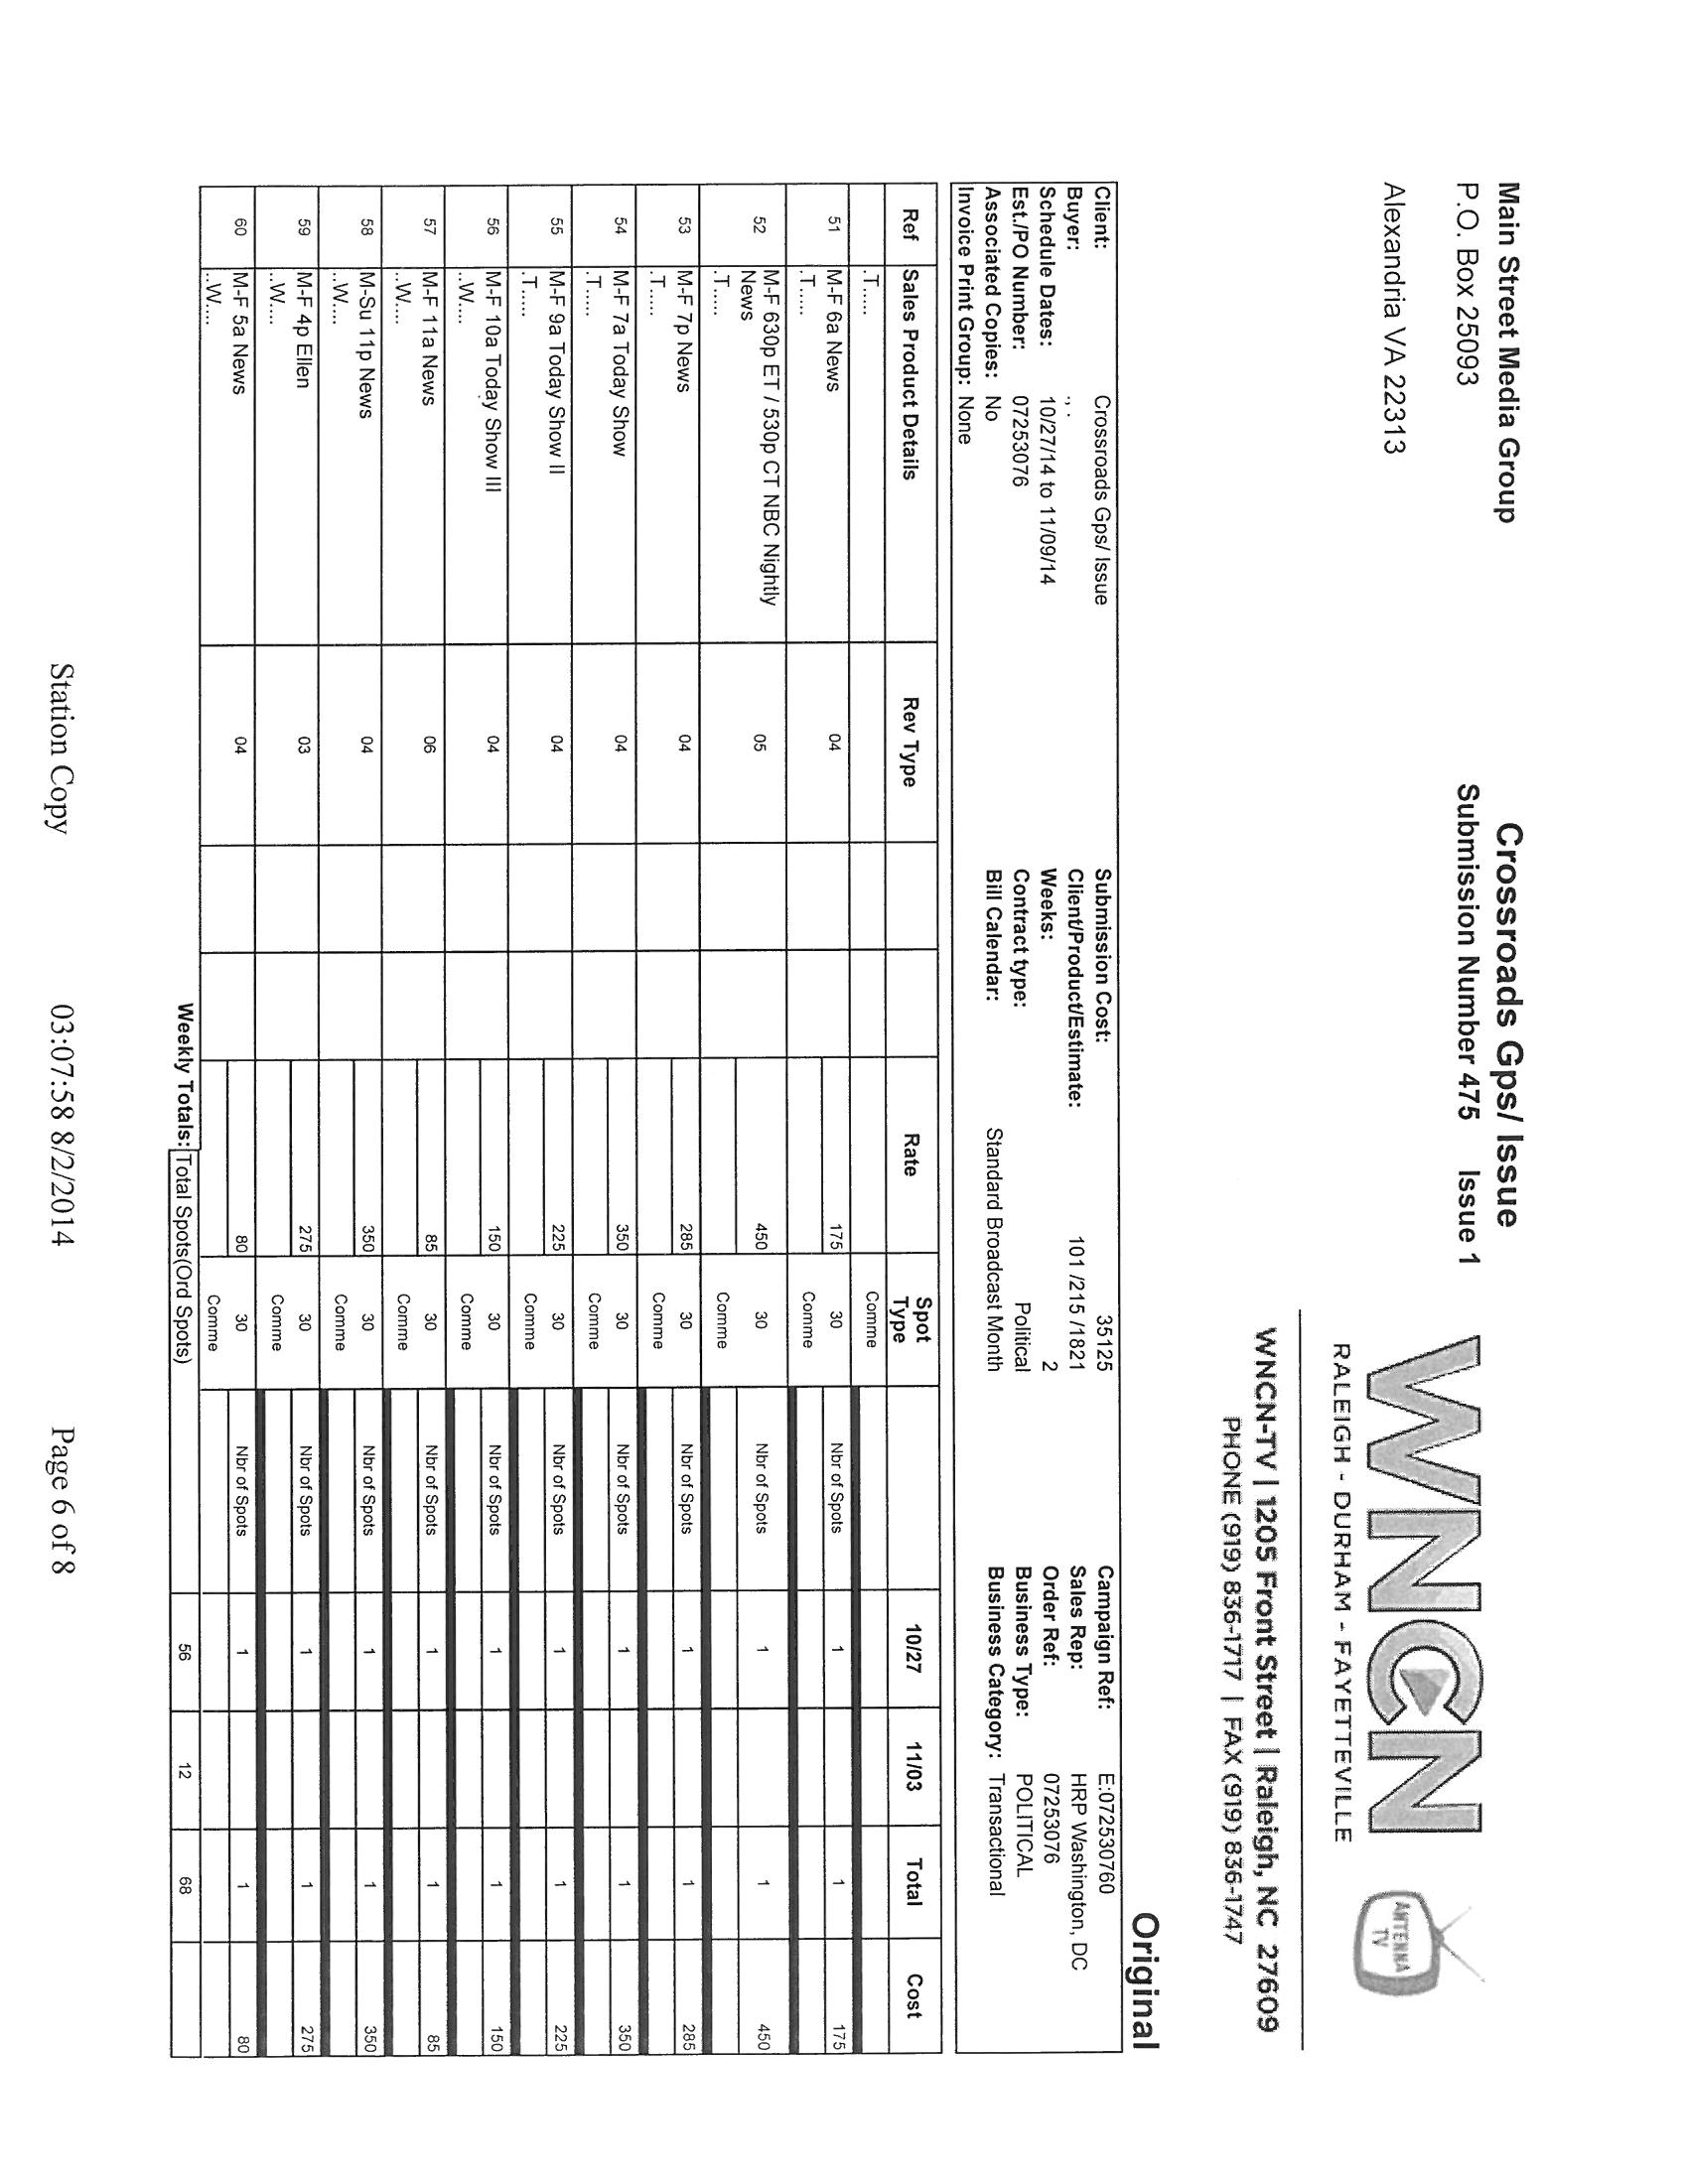 Main Street Media Group
P.O. Box 25093
Alexandria VA 22313
Crossroads Gps/ Issue
Submission Number 475 Issue 1
WNCN
RALEIGH - DURHAM - FAYETTEVILLE
ANTENNA
TV
WNCN-TV | 1205 Front Street | Raleigh, NC 27609
PHONE (919) 836-1717 | FAX (919) 836-1747
Original
Client: Crossroads Gps/ Issue Submission Cost: 35125 Campaign Ref: E:072530760
Buyer: , . Client/Product/Estimate: 101 /215 /1821 Sales Rep: HRP Washington, DC
Schedule Dates: 10/27/14 to 11/09/14 Weeks: 2 Order Ref: 07253076
Est./PO Number: 07253076 Contract type: Political Business Type: POLITICAL
Associated Copies: No Bill Calendar: Standard Broadcast Month Business Category: Transactional
Invoice Print Group: None
Ref Sales Product Details Rev Type Rate Spot Type 10/27 11/03 Total Cost
.T..... Comme
51 M-F 6a News 04 175 30 Nbr of Spots 1 1 175
.T..... Comme
52 M-F 630p ET / 530p CT NBC Nightly 05 450 30 Nbr of Spots 1 1 450
News
.T..... Comme
53 M-F 7p News 04 285 30 Nbr of Spots 1 1 285
.T..... Comme
54 M-F 7a Today Show 04 350 30 Nbr of Spots 1 1 350
.T..... Comme
55 M-F 9a Today Show II 04 225 30 Nbr of Spots 1 1 225
.T..... Comme
56 M-F 10a Today Show III 04 150 30 Nbr of Spots 1 1 150
..W.... Comme
57 M-F 11a News 06 85 30 Nbr of Spots 1 1 85
..W.... Comme
58 M-Su 11p News 04 350 30 Nbr of Spots 1 1 350
..W.... Comme
59 M-F 4p Ellen 03 275 30 Nbr of Spots 1 1 275
..W.... Comme
60 M-F 5a News 04 80 30 Nbr of Spots 1 1 80
..W.... Comme
Weekly Totals: Total Spots(Ord Spots) 56 12 68
Station Copy 03:07:58 8/2/2014 Page 6 of 8